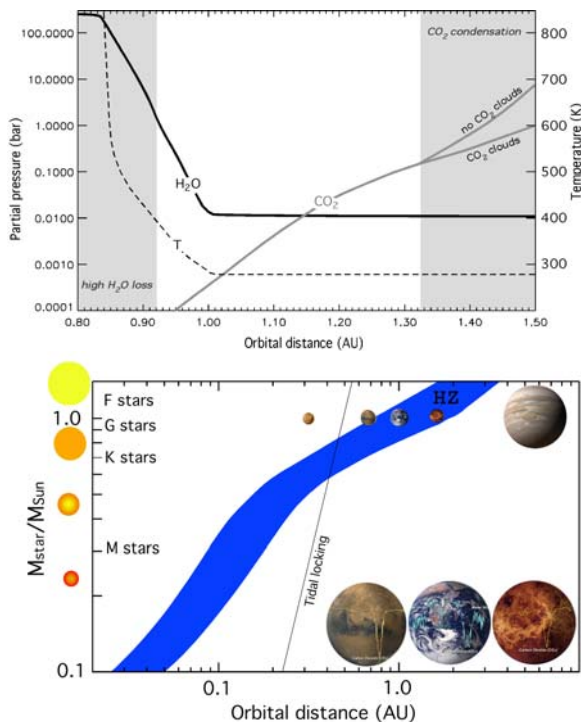 CO2 condensation
100.0000
10.0000
1.0000
0.1000
0.0100
0.0010
0.0001
Partial pressure (bar)
800
700
600
500
400
300
Temperature (K)
no CO2 clouds
CO2 clouds
H2O
CO2
T
high H2O loss
0.80 0.90 1.00 1.10 1.20 1.30 1.40 1.50
Orbital distance (AU)
F stars
HZ
1.0
G stars
K stars
Mstar/MSun
M stars
Tidal locking
0.1
0.1 1.0
Orbital distance (AU)